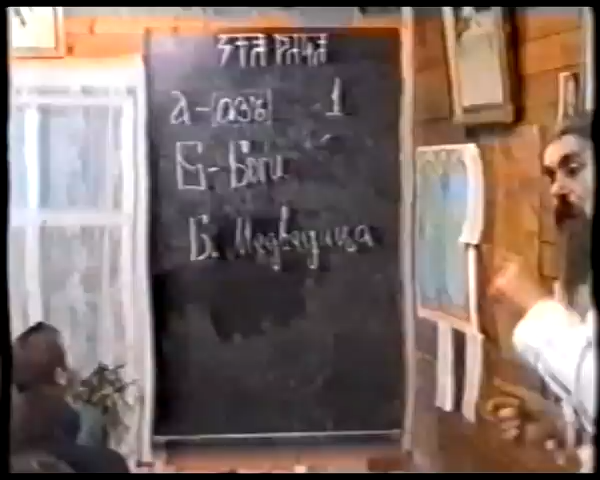 А - (азъ) - 1
Б - Боги
Б. Медведица